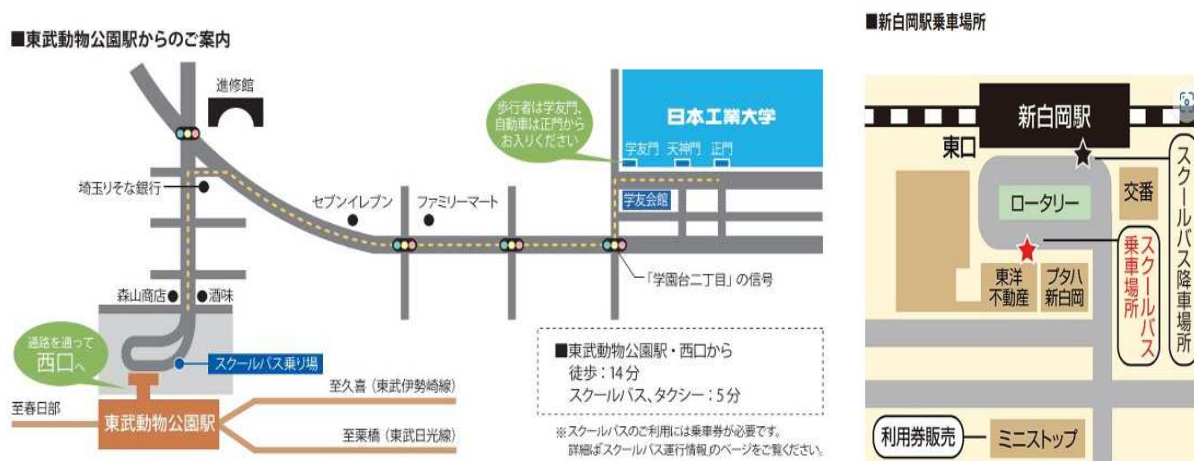 ■東武動物公園駅からのご案内
進修館
埼玉りそな銀行
セブンイレブン
ファミリーマート
歩行者は学友門、
自動車は正門から
お入りください
日本工業大学
学友門
天神門
正門
学友会館
「学園台二丁目」の信号
森山商店
酒味
通路を通って
西口へ
スクールバス乗り場
至春日部
東武動物公園駅
至久喜（東武伊勢崎線）
至栗橋（東武日光線）
■東武動物公園駅・西口から
徒歩：14分
スクールバス、タクシー：5分
※スクールバスのご利用には乗車券が必要です。
詳細は「スクールバス運行情報」のページをご覧ください。
■新白岡駅乗車場所
新白岡駅
東口
ロータリー
交番
スクールバス降車場所
スクールバス
乗車場所
東洋
不動産
ブタハ
新白岡
利用券販売
ミニストップ